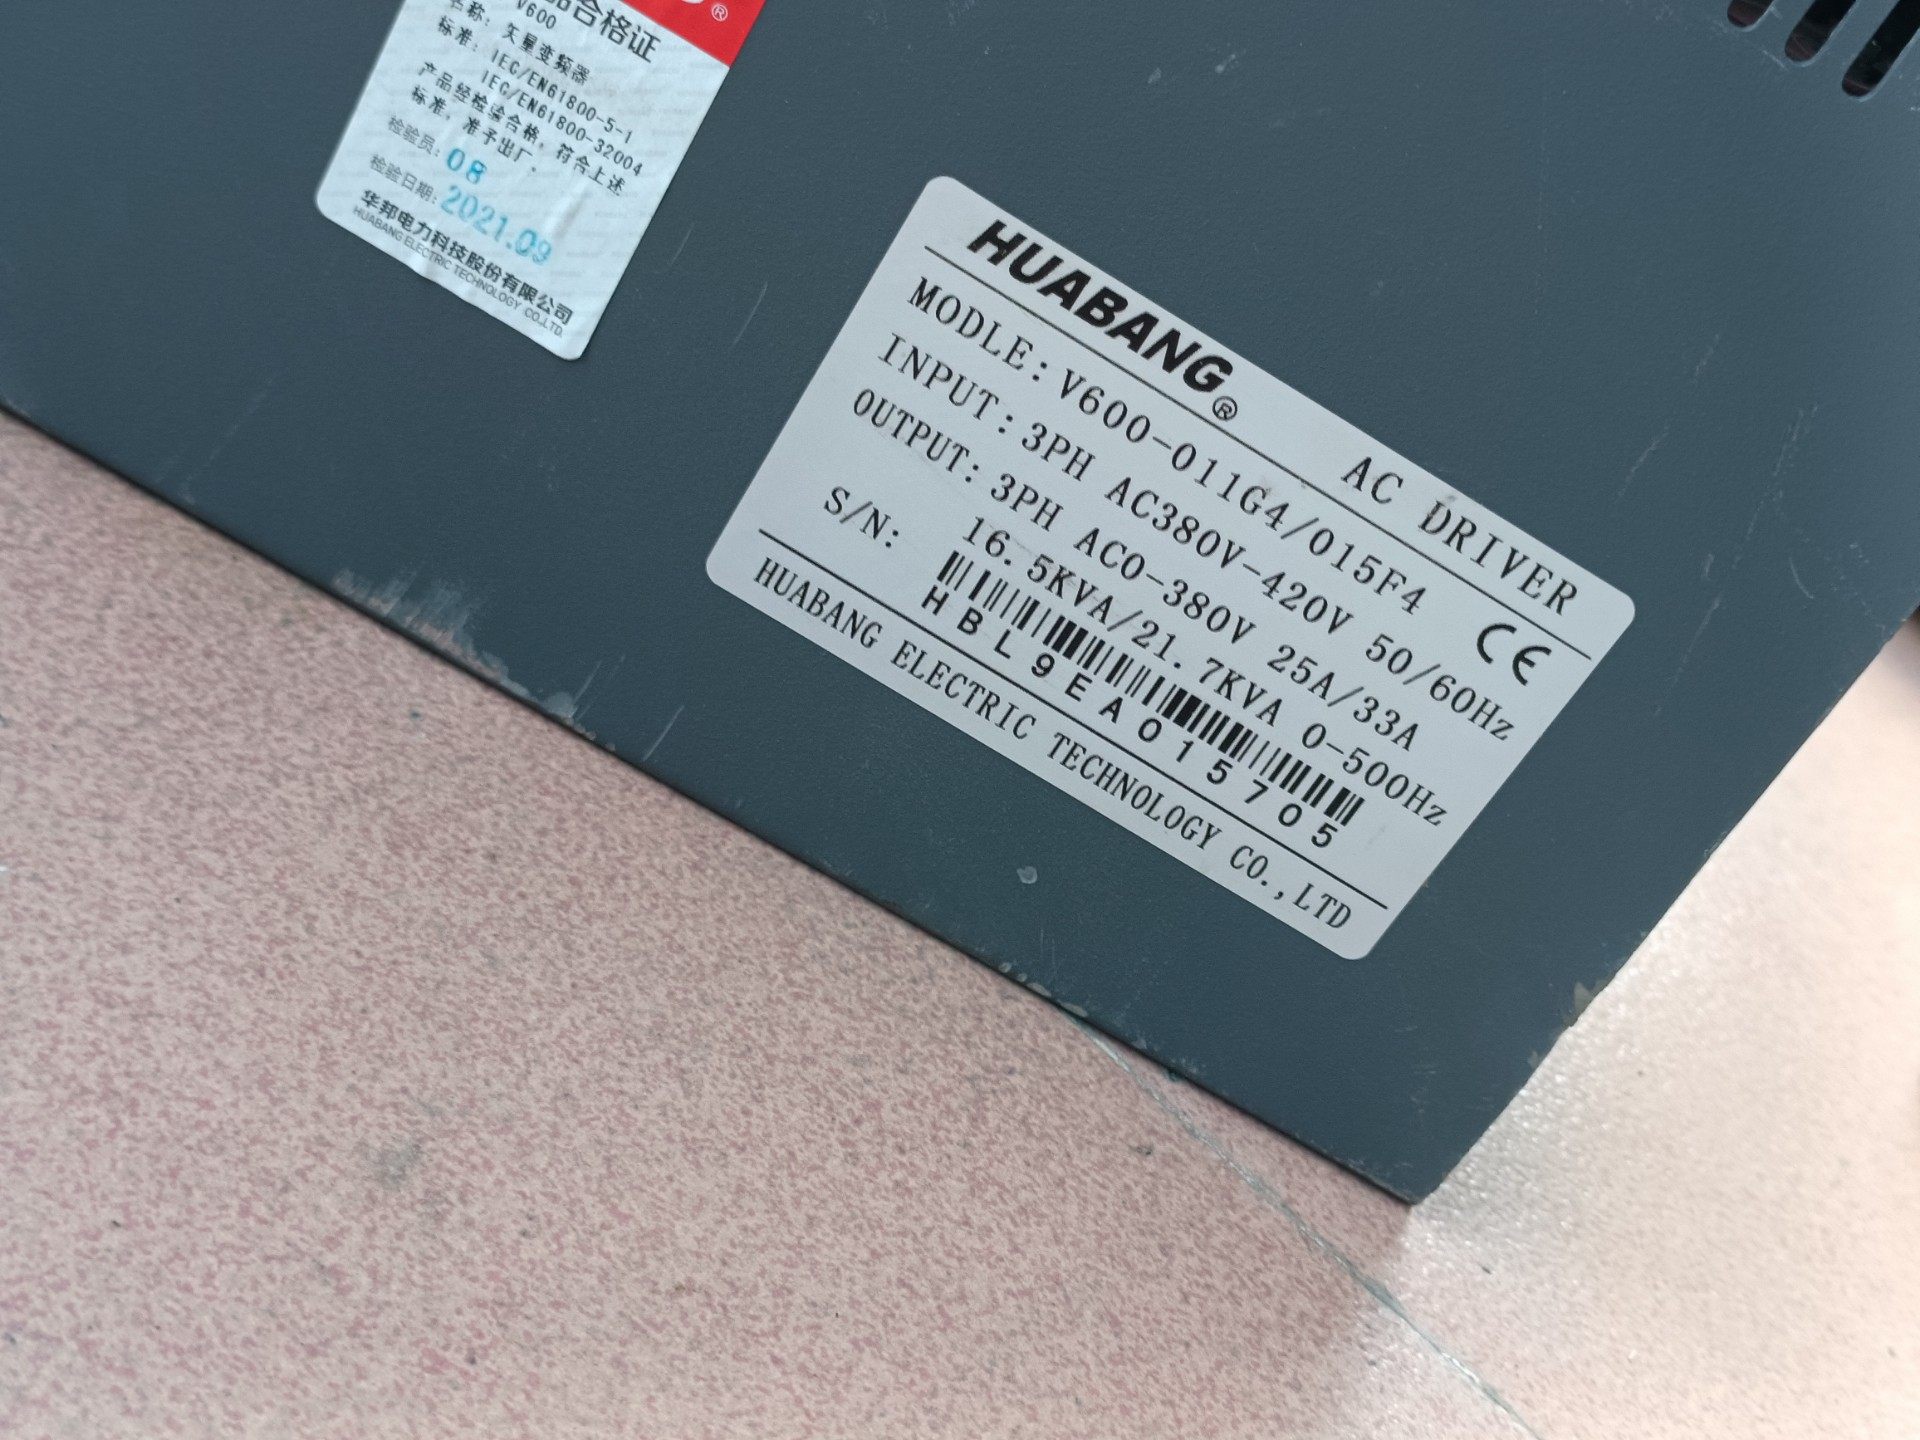 合格证
名称: V600
矢量变频器
标准: IEC/EN61800-5-1
IEC/EN61800-32004
产品经检验合格, 符合上述
标准, 准予出厂.
检验员: 08
检验日期: 2021.09
华邦电力科技股份有限公司
HUABANG ELECTRIC TECHNOLOGY CO.,LTD.
HUABANG® AC DRIVER
MODLE: V600-011G4/015F4 CE
INPUT: 3PH AC380V-420V 50/60Hz
OUTPUT: 3PH AC0-380V 25A/33A
16.5KVA/21.7KVA 0-500Hz
S/N:
HBL9EA015705
HUABANG ELECTRIC TECHNOLOGY CO.,LTD